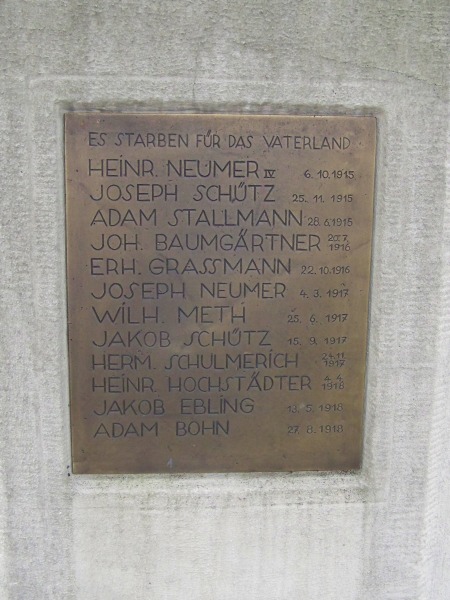 ES STARBEN FÜR DAS VATERLAND
HEINR. NEUMER IV 6.10.1915
JOSEPH SCHÜTZ 25.11.1915
ADAM STALLMANN 28.6.1916
JOH. BAUMGÄRTNER 20.7. 1916
ERH. GRASSMANN 22.10.1916
JOSEPH NEUMER 4.3.1917
WILH. METH 25.6.1917
JAKOB SCHÜTZ 15.9.1917
HERM. SCHULMERICH 24.11. 1917
HEINR. HOCHSTÄDTER 4.4. 1918
JAKOB EBLING 13.5.1918
ADAM BOHN 27.8.1918